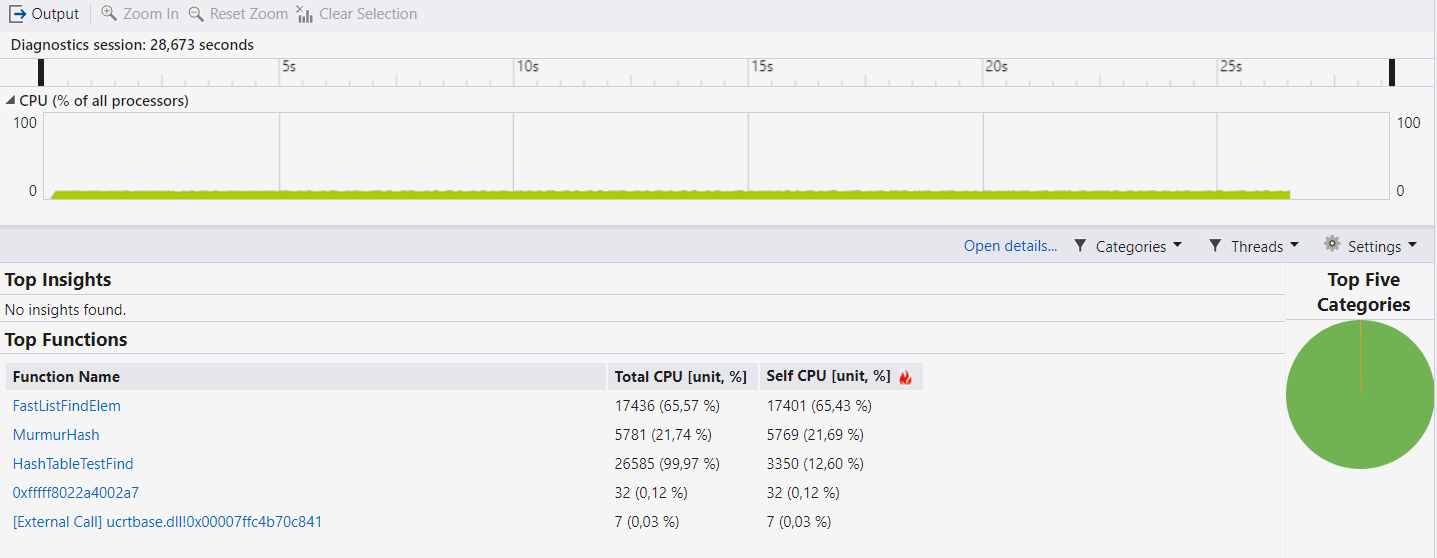 Output Zoom In Reset Zoom Clear Selection
Diagnostics session: 28,673 seconds
5s 10s 15s 20s 25s
CPU (% of all processors)
100 100
0 0
Open details... Categories Threads Settings
Top Insights
No insights found.
Top Functions
Function Name Total CPU [unit, %] Self CPU [unit, %]
FastListFindElem 17436 (65,57 %) 17401 (65,43 %)
MurmurHash 5781 (21,74 %) 5769 (21,69 %)
HashTableTestFind 26585 (99,97 %) 3350 (12,60 %)
0xfffff8022a4002a7 32 (0,12 %) 32 (0,12 %)
[External Call] ucrtbase.dll!0x00007ffc4b70c841 7 (0,03 %) 7 (0,03 %)
Top Five
Categories